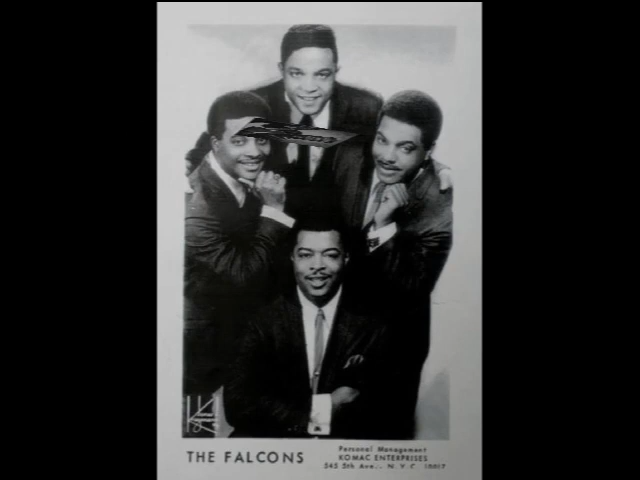 THE FALCONS
Personal Management
KOMAC ENTERPRISES
545 5th Ave., N.Y.C. 10017